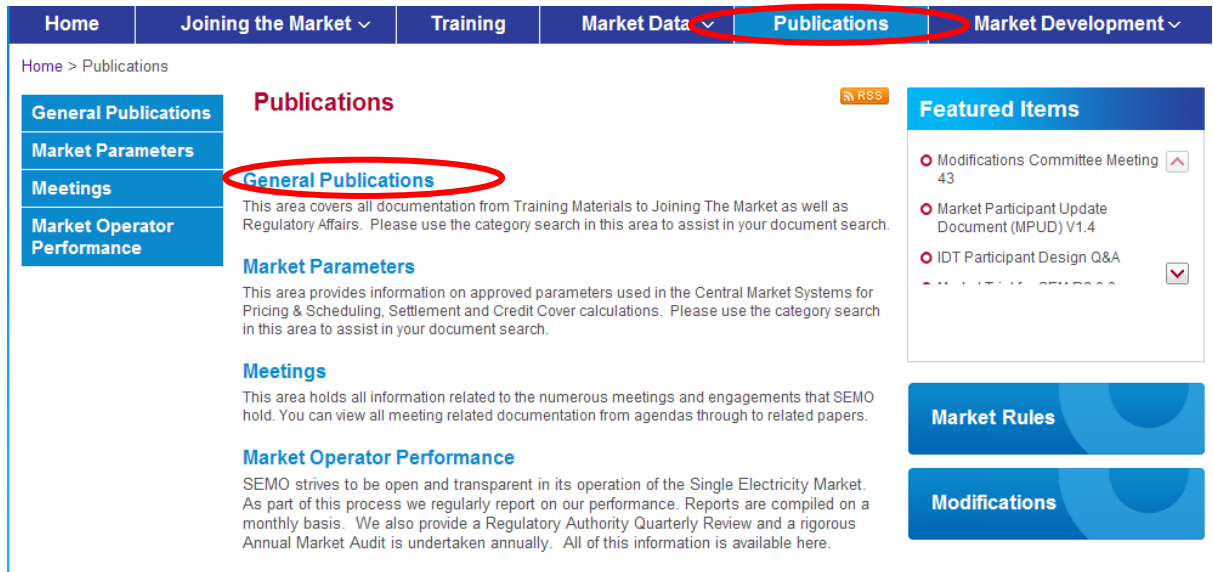 Home Joining the Market Training Market Data Publications Market Development
Home > Publications
General Publications
Market Parameters
Meetings
Market Operator
Performance
Publications
RSS
General Publications
This area covers all documentation from Training Materials to Joining The Market as well as
Regulatory Affairs. Please use the category search in this area to assist in your document search.
Market Parameters
This area provides information on approved parameters used in the Central Market Systems for
Pricing & Scheduling, Settlement and Credit Cover calculations. Please use the category search
in this area to assist in your document search.
Meetings
This area holds all information related to the numerous meetings and engagements that SEMO
hold. You can view all meeting related documentation from agendas through to related papers.
Market Operator Performance
SEMO strives to be open and transparent in its operation of the Single Electricity Market.
As part of this process we regularly report on our performance. Reports are compiled on a
monthly basis. We also provide a Regulatory Authority Quarterly Review and a rigorous
Annual Market Audit is undertaken annually. All of this information is available here.
Featured Items
Modifications Committee Meeting
43
Market Participant Update
Document (MPUD) V1.4
IDT Participant Design Q&A
Market Rules
Modifications